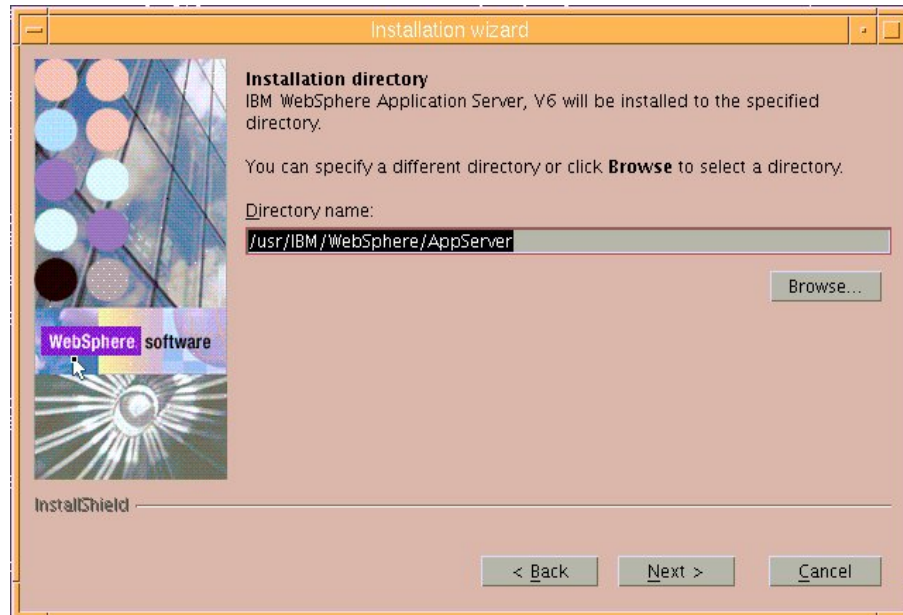 Installation wizard
Installation directory
IBM WebSphere Application Server, V6 will be installed to the specified
directory.
You can specify a different directory or click Browse to select a directory.
Directory name:
/usr/IBM/WebSphere/AppServer
Browse...
WebSphere software
InstallShield
< Back Next > Cancel